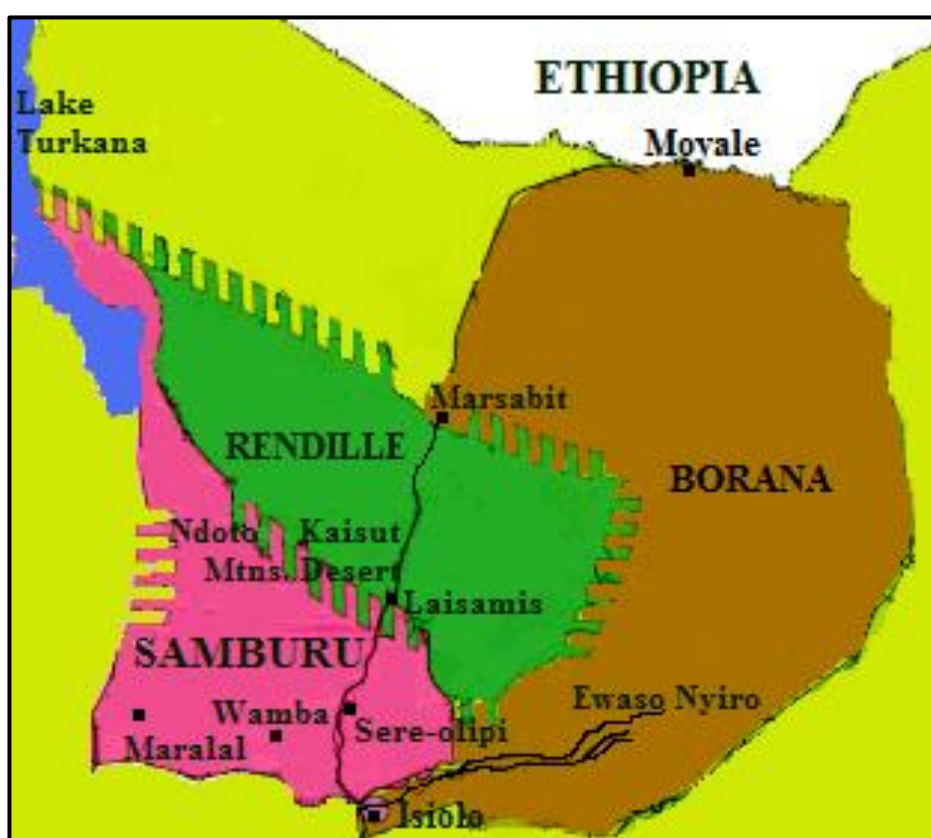 ETHIOPIA
Lake
Turkana
Moyale
Marsabit
RENDILLE
BORANA
Ndoto Kaisut
Mtns. Desert
Laisamis
SAMBURU
Ewaso Nyiro
Wamba
Sere-olipi
Maralal
Isiolo